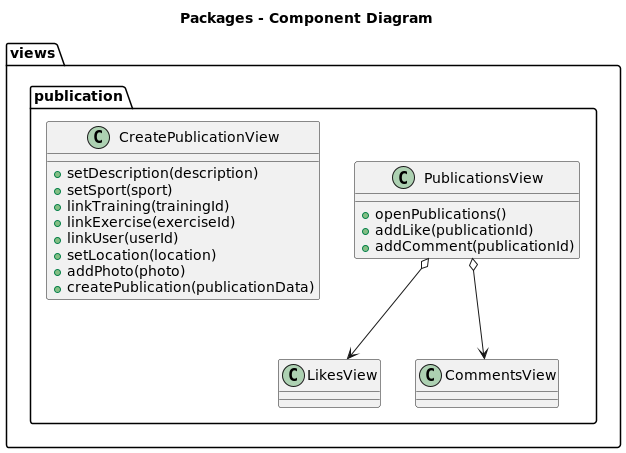 Packages - Component Diagram
views
publication
C CreatePublicationView
setDescription(description)
setSport(sport)
linkTraining(trainingId)
linkExercise(exerciseId)
linkUser(userId)
setLocation(location)
addPhoto(photo)
createPublication(publicationData)
C PublicationsView
openPublications()
addLike(publicationId)
addComment(publicationId)
C LikesView
C CommentsView